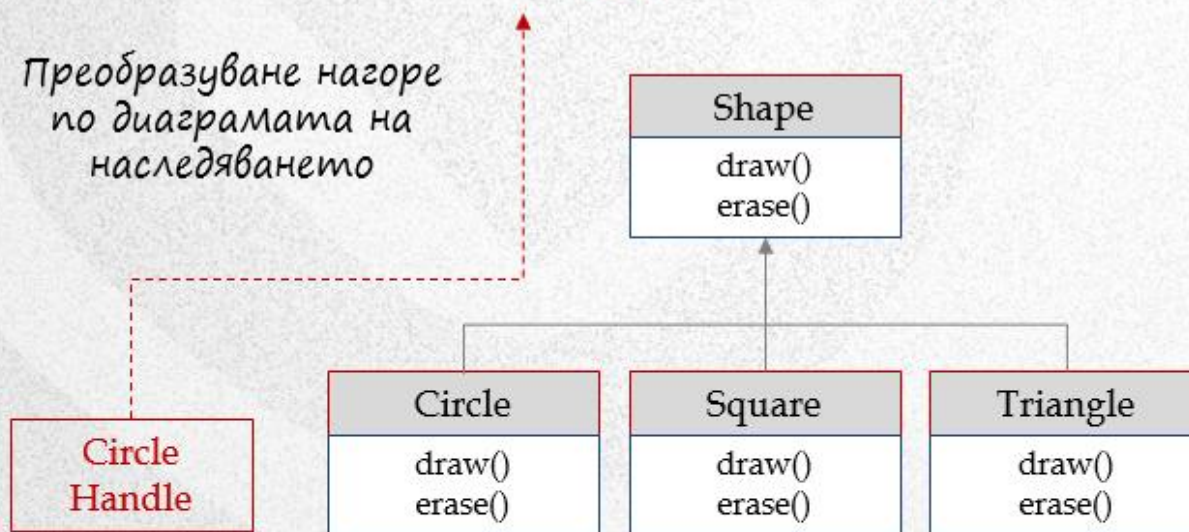 Преобразуване нагоре
по диаграмата на
наследяването
Shape
draw()
erase()
Circle
Handle
Circle
draw()
erase()
Square
draw()
erase()
Triangle
draw()
erase()